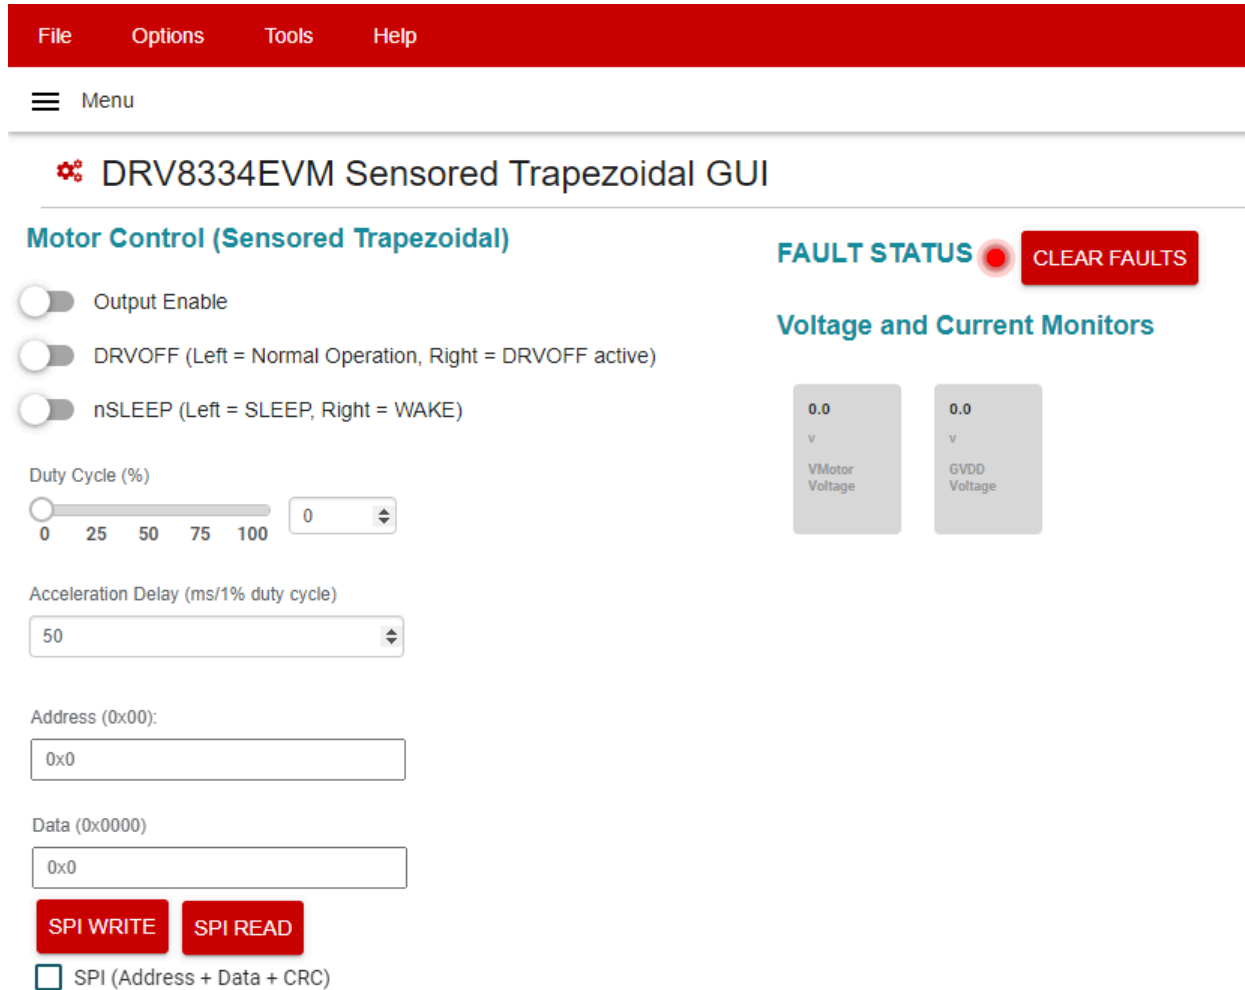 File Options Tools Help
Menu
DRV8334EVM Sensored Trapezoidal GUI
Motor Control (Sensored Trapezoidal)
Output Enable
DRVOFF (Left = Normal Operation, Right = DRVOFF active)
nSLEEP (Left = SLEEP, Right = WAKE)
Duty Cycle (%)
0
0 25 50 75 100
Acceleration Delay (ms/1% duty cycle)
50
Address (0x00):
0x0
Data (0x0000)
0x0
SPI WRITE SPI READ
SPI (Address + Data + CRC)
FAULT STATUS CLEAR FAULTS
Voltage and Current Monitors
0.0
v
VMotor
Voltage
0.0
v
GVDD
Voltage